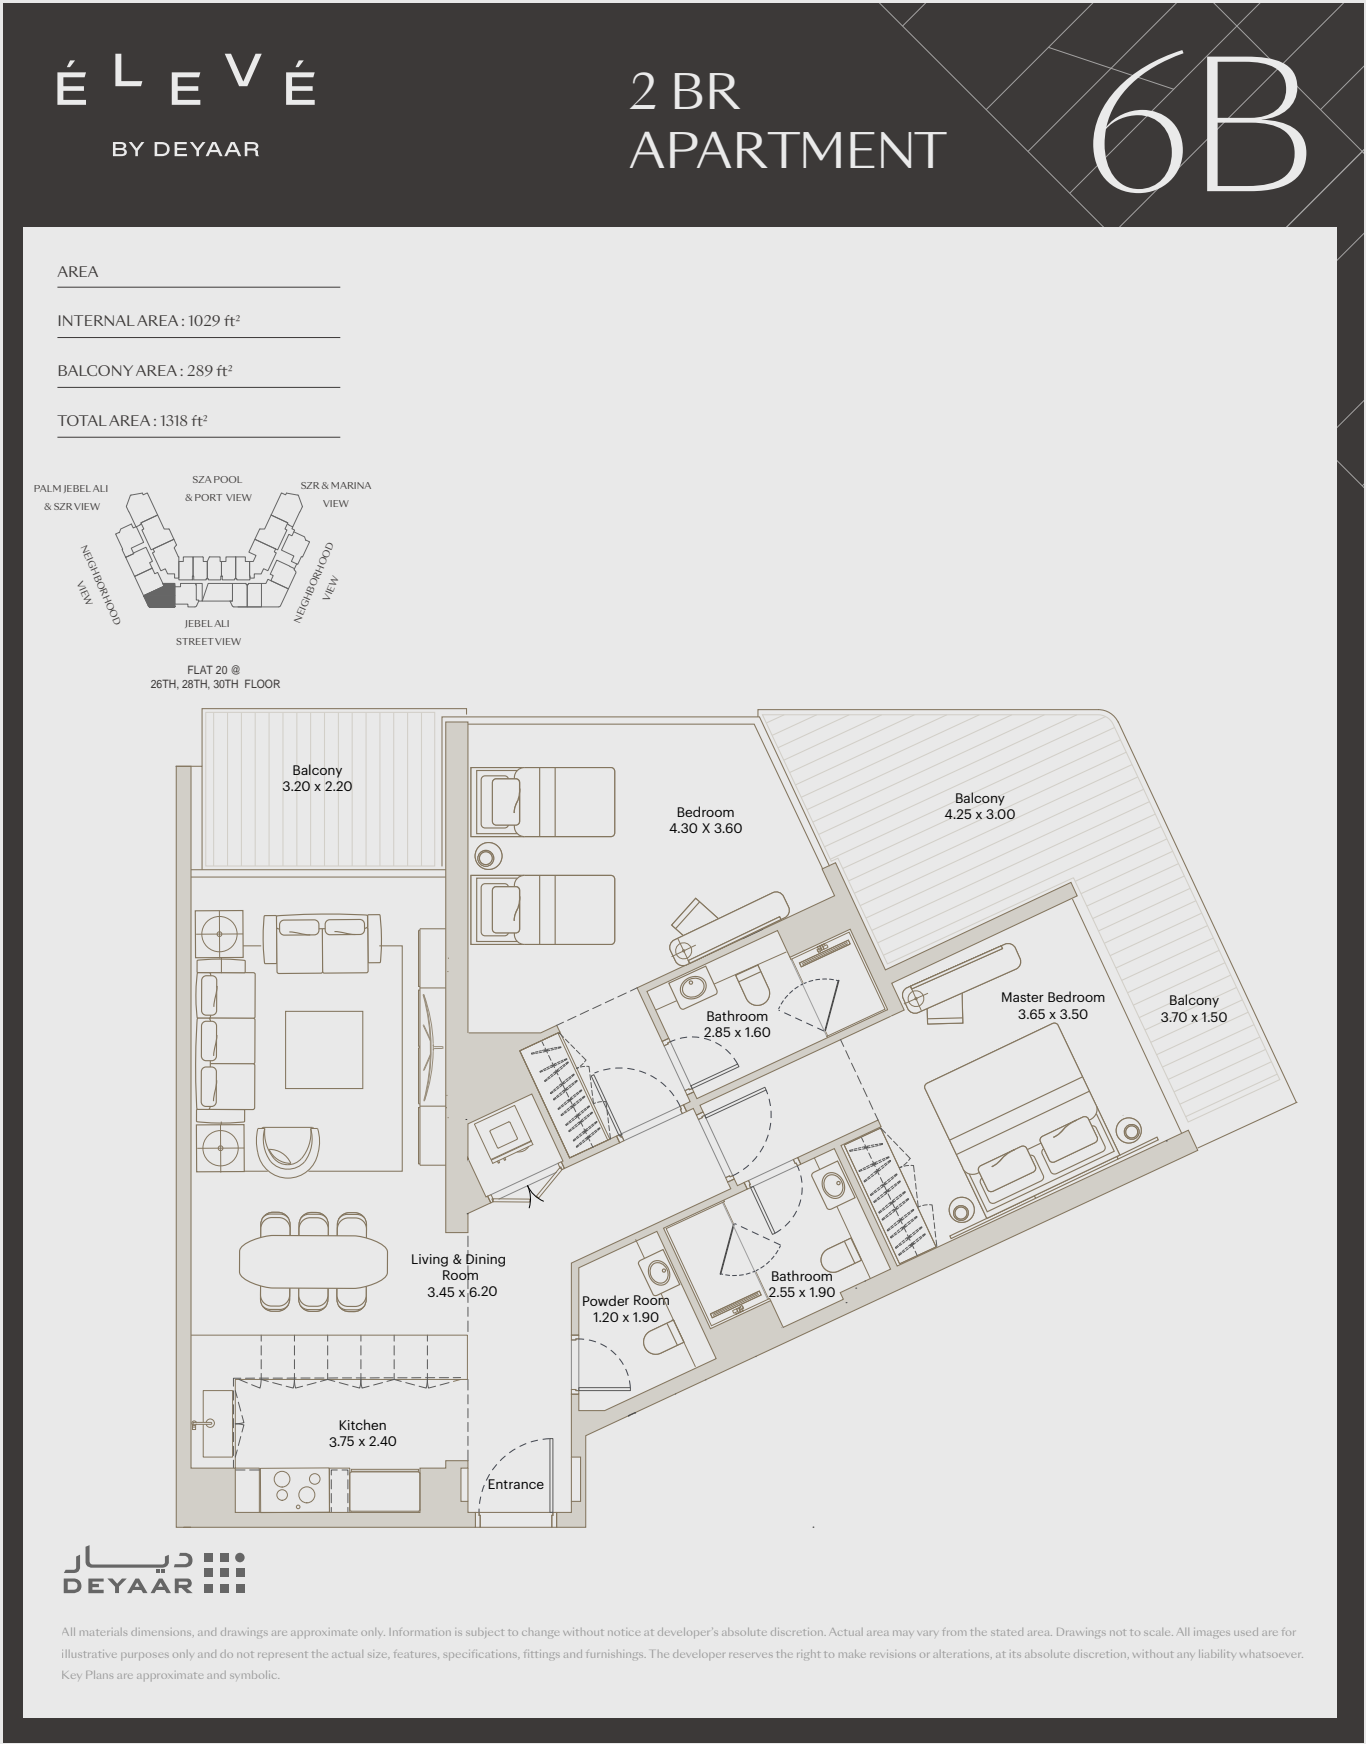 ÉLEVÉ
BY DEYAAR
2 BR
APARTMENT
6B
AREA
INTERNAL AREA : 1029 ft²
BALCONY AREA : 289 ft²
TOTAL AREA : 1318 ft²
PALM JEBEL ALI
& SZR VIEW
SZA POOL
& PORT VIEW
SZR & MARINA
VIEW
NEIGHBORHOOD
VIEW
NEIGHBORHOOD
VIEW
JEBEL ALI
STREET VIEW
FLAT 20 @
26TH, 28TH, 30TH FLOOR
Balcony
3.20 x 2.20
Bedroom
4.30 X 3.60
Balcony
4.25 x 3.00
Master Bedroom
3.65 x 3.50
Balcony
3.70 x 1.50
Bathroom
2.85 x 1.60
Living & Dining
Room
3.45 x 6.20
Powder Room
1.20 x 1.90
Bathroom
2.55 x 1.90
Kitchen
3.75 x 2.40
Entrance
ديار
DEYAAR
All materials dimensions, and drawings are approximate only. Information is subject to change without notice at developer's absolute discretion. Actual area may vary from the stated area. Drawings not to scale. All images used are for
illustrative purposes only and do not represent the actual size, features, specifications, fittings and furnishings. The developer reserves the right to make revisions or alterations, at its absolute discretion, without any liability whatsoever.
Key Plans are approximate and symbolic.